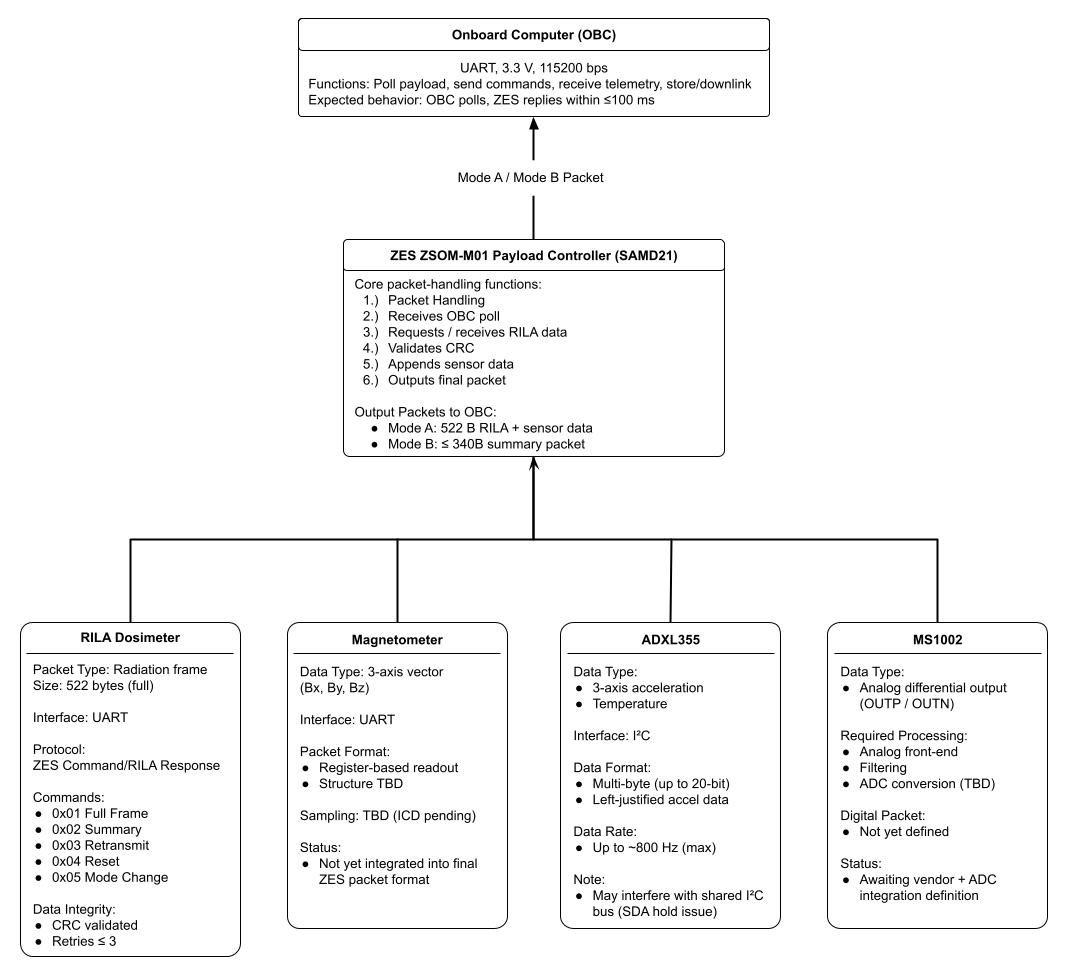 Onboard Computer (OBC)
UART, 3.3 V, 115200 bps
Functions: Poll payload, send commands, receive telemetry, store/downlink
Expected behavior: OBC polls, ZES replies within ≤100 ms
Mode A / Mode B Packet
ZES ZSOM-M01 Payload Controller (SAMD21)
Core packet-handling functions:
1.) Packet Handling
2.) Receives OBC poll
3.) Requests / receives RILA data
4.) Validates CRC
5.) Appends sensor data
6.) Outputs final packet
Output Packets to OBC:
● Mode A: 522 B RILA + sensor data
● Mode B: ≤ 340B summary packet
RILA Dosimeter
Packet Type: Radiation frame
Size: 522 bytes (full)
Interface: UART
Protocol:
ZES Command/RILA Response
Commands:
● 0x01 Full Frame
● 0x02 Summary
● 0x03 Retransmit
● 0x04 Reset
● 0x05 Mode Change
Data Integrity:
● CRC validated
● Retries ≤ 3
Magnetometer
Data Type: 3-axis vector
(Bx, By, Bz)
Interface: UART
Packet Format:
● Register-based readout
● Structure TBD
Sampling: TBD (ICD pending)
Status:
● Not yet integrated into final
ZES packet format
ADXL355
Data Type:
● 3-axis acceleration
● Temperature
Interface: I²C
Data Format:
● Multi-byte (up to 20-bit)
● Left-justified accel data
Data Rate:
● Up to ~800 Hz (max)
Note:
● May interfere with shared I²C
bus (SDA hold issue)
MS1002
Data Type:
● Analog differential output
(OUTP / OUTN)
Required Processing:
● Analog front-end
● Filtering
● ADC conversion (TBD)
Digital Packet:
● Not yet defined
Status:
● Awaiting vendor + ADC
integration definition